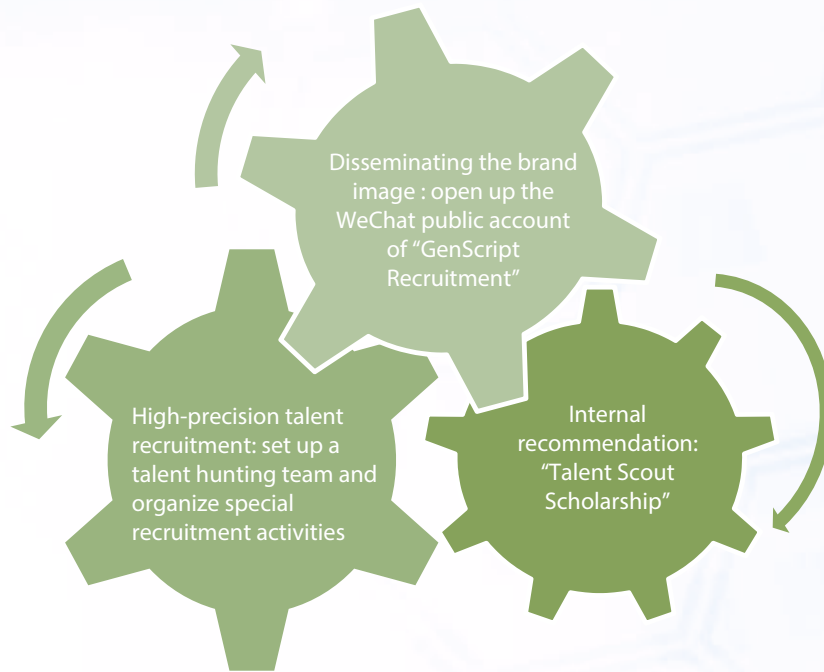 Disseminating the brand
image : open up the
WeChat public account
of “GenScript
Recruitment”
High-precision talent
recruitment: set up a
talent hunting team and
organize special
recruitment activities
Internal
recommendation:
“Talent Scout
Scholarship”